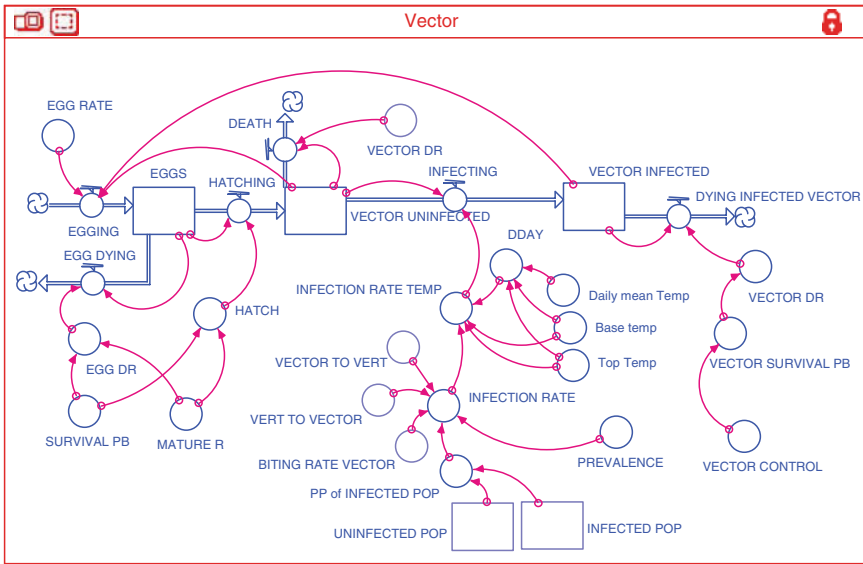 Vector
EGG RATE
DEATH
VECTOR DR
EGGS
HATCHING
INFECTING
VECTOR INFECTED
DYING INFECTED VECTOR
EGGING
VECTOR UNINFECTED
EGG DYING
DDAY
INFECTION RATE TEMP
Daily mean Temp
VECTOR DR
HATCH
Base temp
VECTOR TO VERT
Top Temp
VECTOR SURVIVAL PB
EGG DR
INFECTION RATE
VERT TO VECTOR
SURVIVAL PB
MATURE R
BITING RATE VECTOR
PREVALENCE
VECTOR CONTROL
PP of INFECTED POP
UNINFECTED POP
INFECTED POP